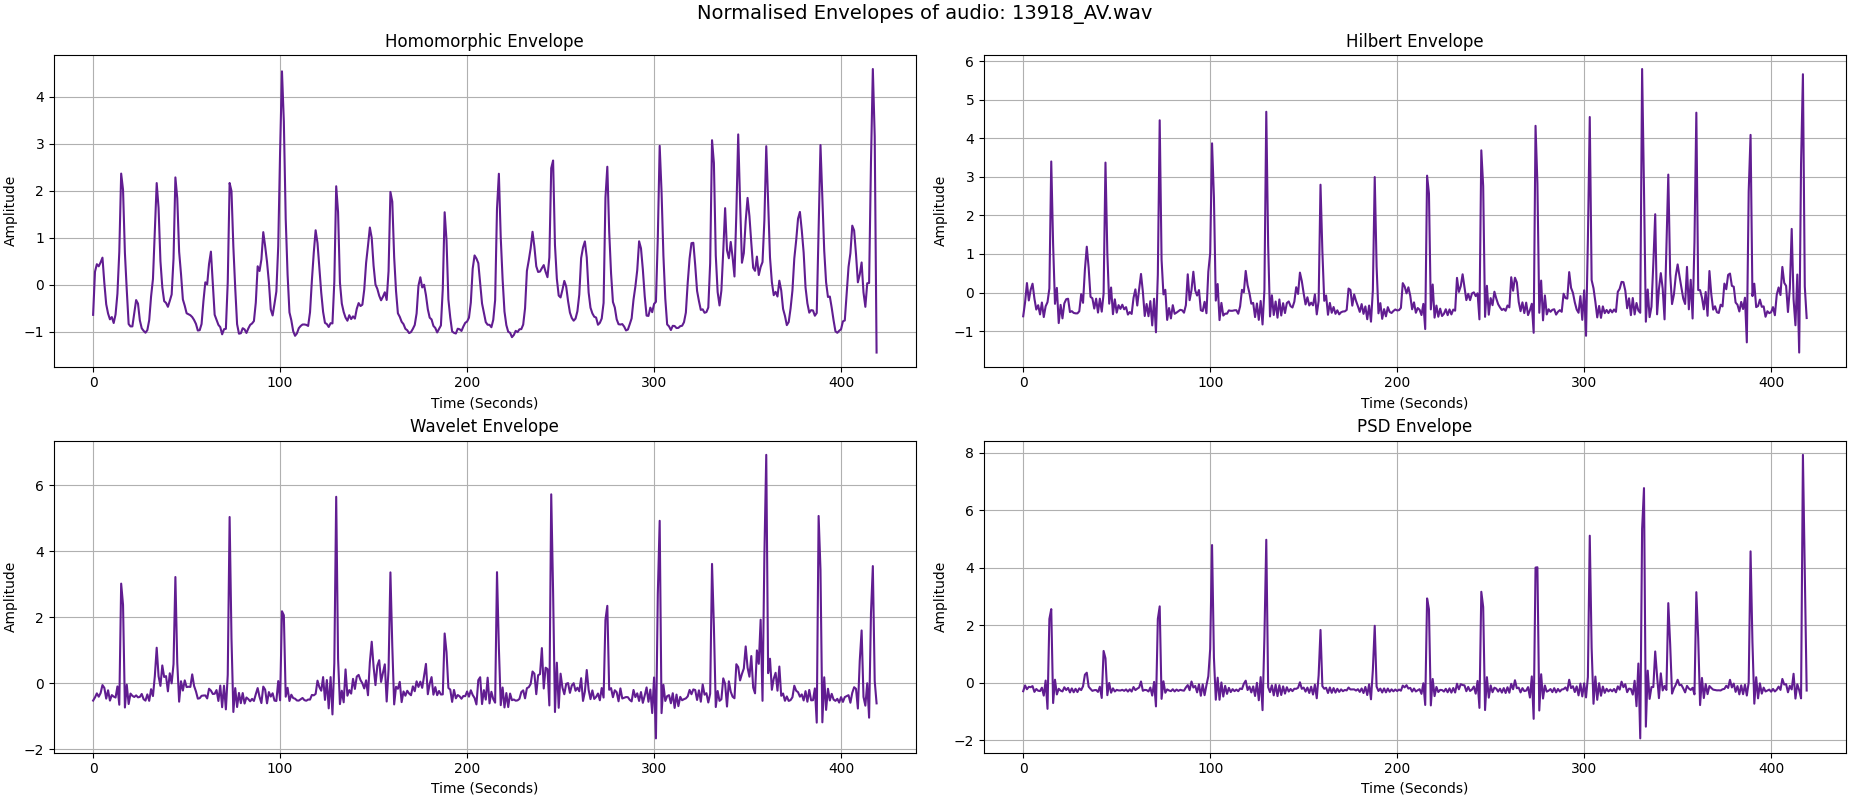 Normalised Envelopes of audio: 13918_AV.wav
Homomorphic Envelope
Amplitude
4
3
2
1
0
−1
0 100 200 300 400
Time (Seconds)
Hilbert Envelope
Amplitude
6
5
4
3
2
1
0
−1
0 100 200 300 400
Time (Seconds)
Wavelet Envelope
Amplitude
6
4
2
0
−2
0 100 200 300 400
Time (Seconds)
PSD Envelope
Amplitude
8
6
4
2
0
−2
0 100 200 300 400
Time (Seconds)